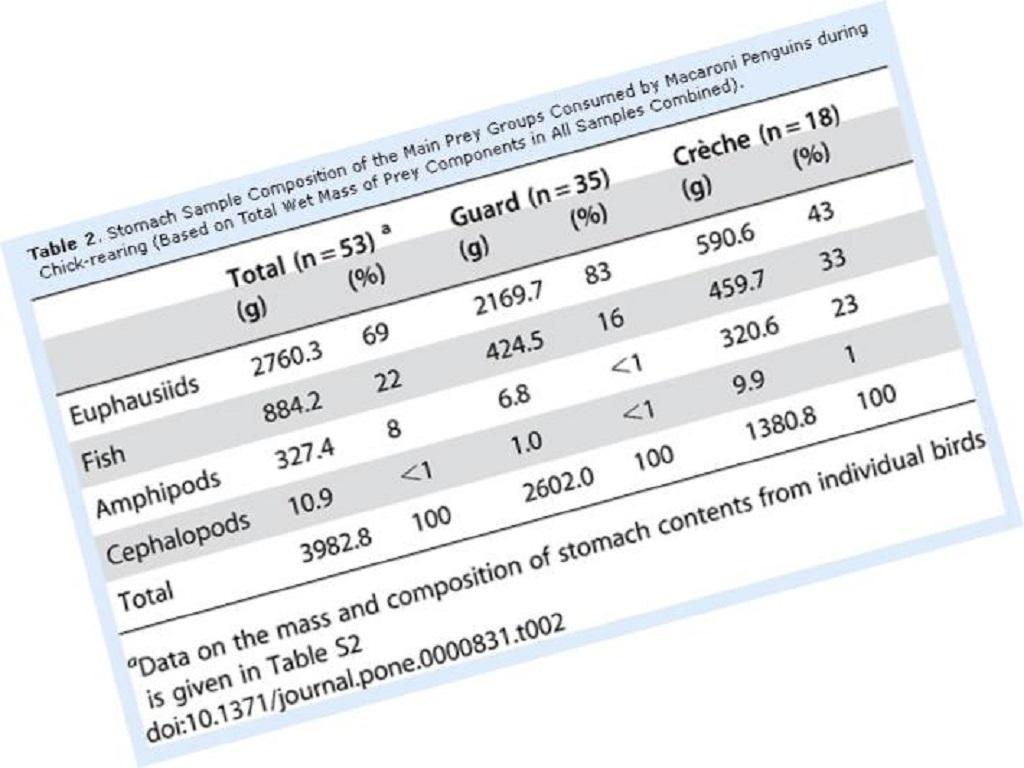 Table 2. Stomach Sample Composition of the Main Prey Groups Consumed by Macaroni Penguins during
Chick-rearing (Based on Total Wet Mass of Prey Components in All Samples Combined).
Total (n = 53) a Guard (n = 35) Crèche (n = 18)
(g) (%) (g) (%) (g) (%)
Euphausiids 2760.3 69 2169.7 83 590.6 43
Fish 884.2 22 424.5 16 459.7 33
Amphipods 327.4 8 6.8 <1 320.6 23
Cephalopods 10.9 <1 1.0 <1 9.9 1
Total 3982.8 100 2602.0 100 1380.8 100
aData on the mass and composition of stomach contents from individual birds
is given in Table S2
doi:10.1371/journal.pone.0000831.t002